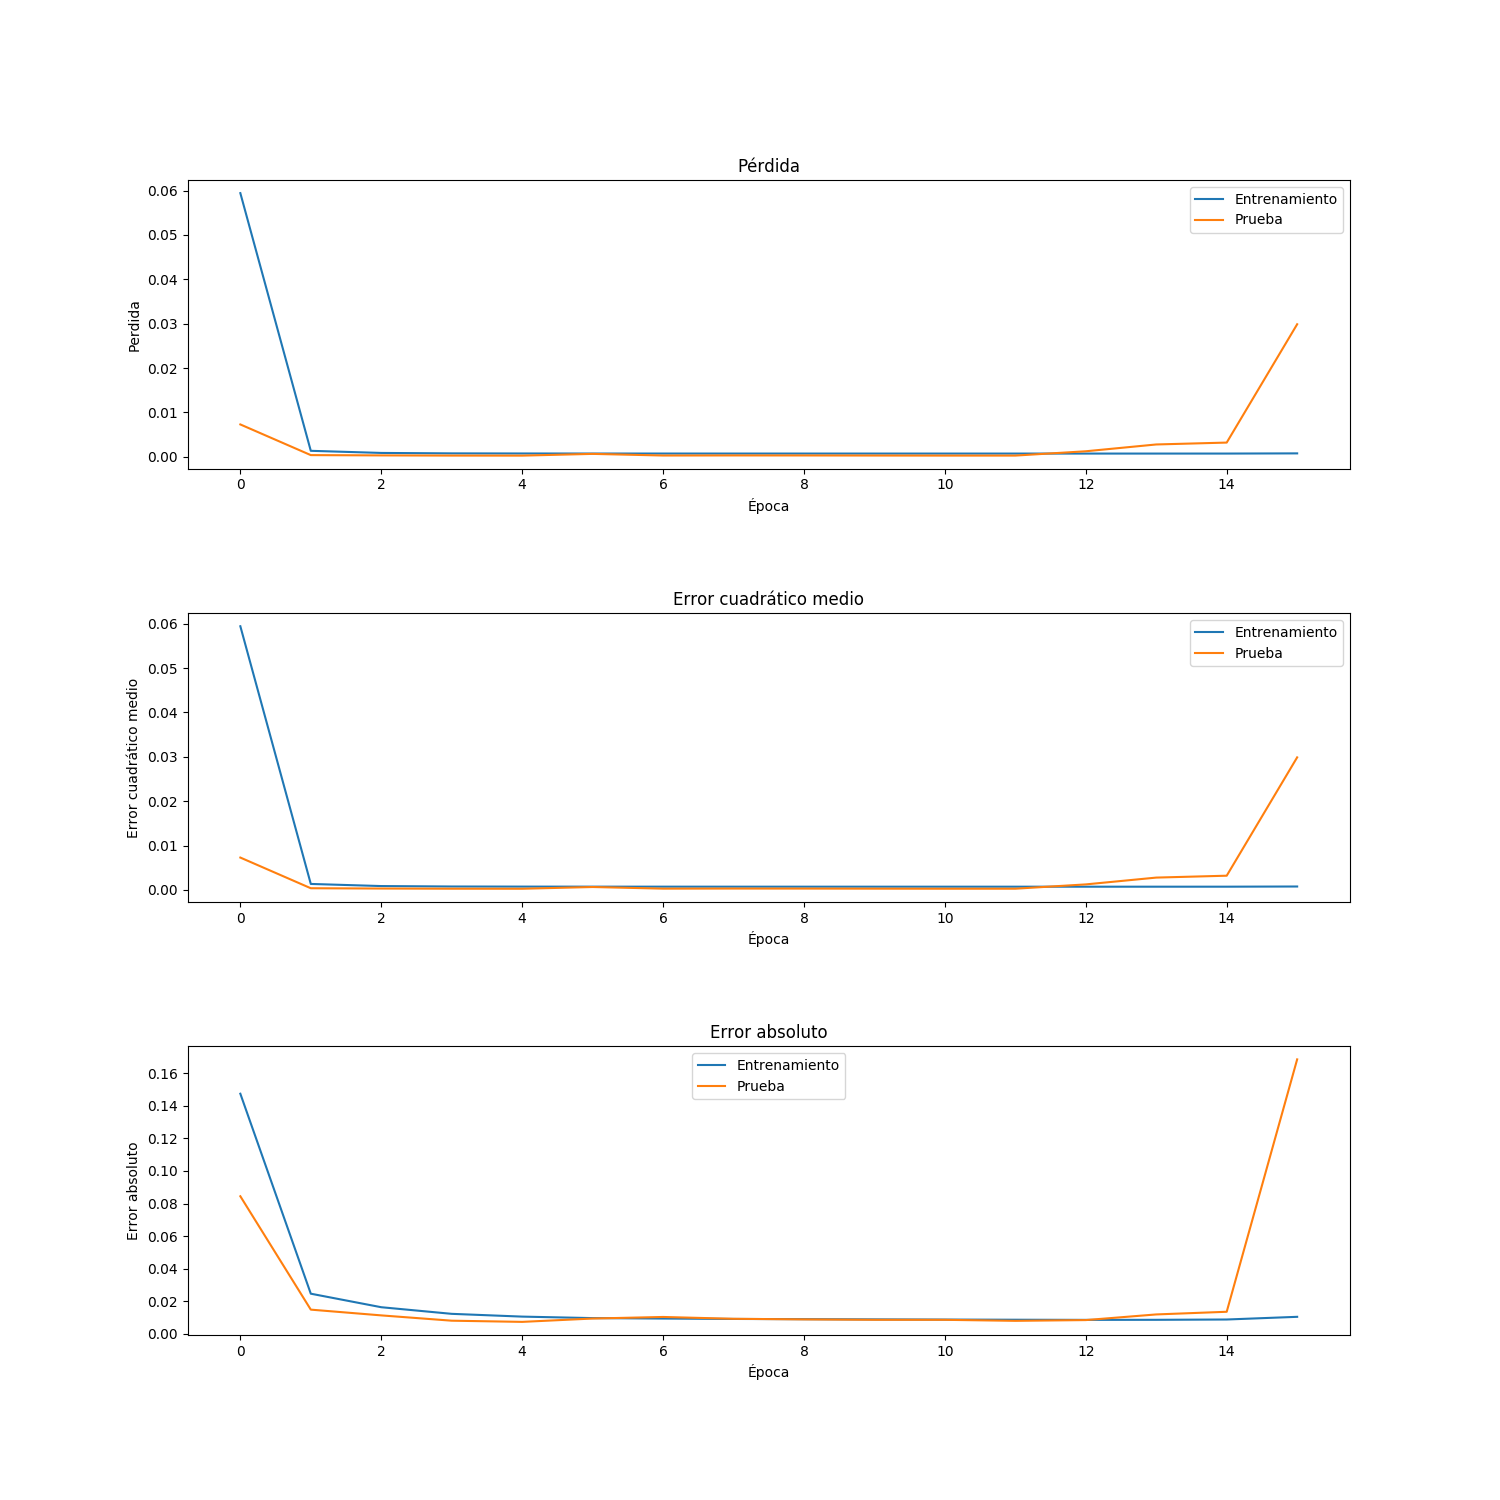 Pérdida
0.06
0.05
0.04
0.03
0.02
0.01
0.00
Perdida
Entrenamiento
Prueba
0 2 4 6 8 10 12 14
Época
Error cuadrático medio
0.06
0.05
0.04
0.03
0.02
0.01
0.00
Error cuadrático medio
Entrenamiento
Prueba
0 2 4 6 8 10 12 14
Época
Error absoluto
0.16
0.14
0.12
0.10
0.08
0.06
0.04
0.02
0.00
Error absoluto
Entrenamiento
Prueba
0 2 4 6 8 10 12 14
Época